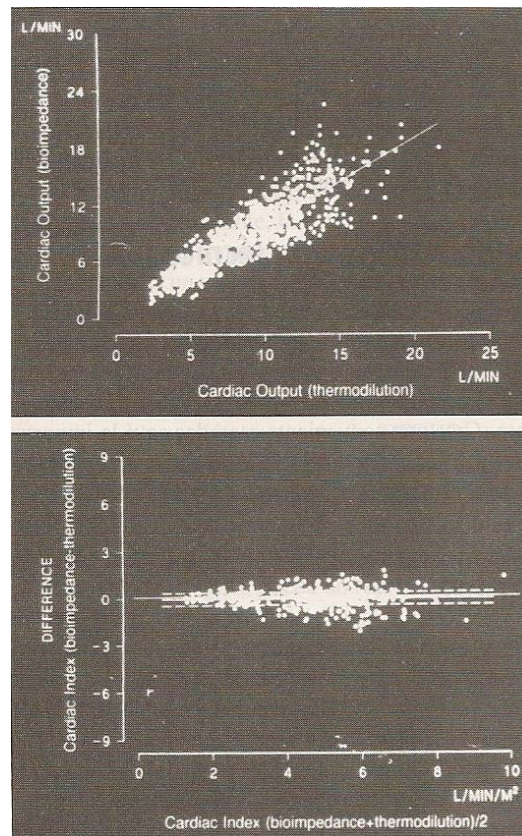 L/MIN
30
24
18
12
6
0
Cardiac Output (bioimpedance)
0 5 10 15 20 25
L/MIN
Cardiac Output (thermodilution)
9
6
3
0
-3
-6
-9
DIFFERENCE
Cardiac Index (bioimpedance-thermodilution)
0 2 4 6 8 10
L/MIN/M²
Cardiac Index (bioimpedance+thermodilution)/2